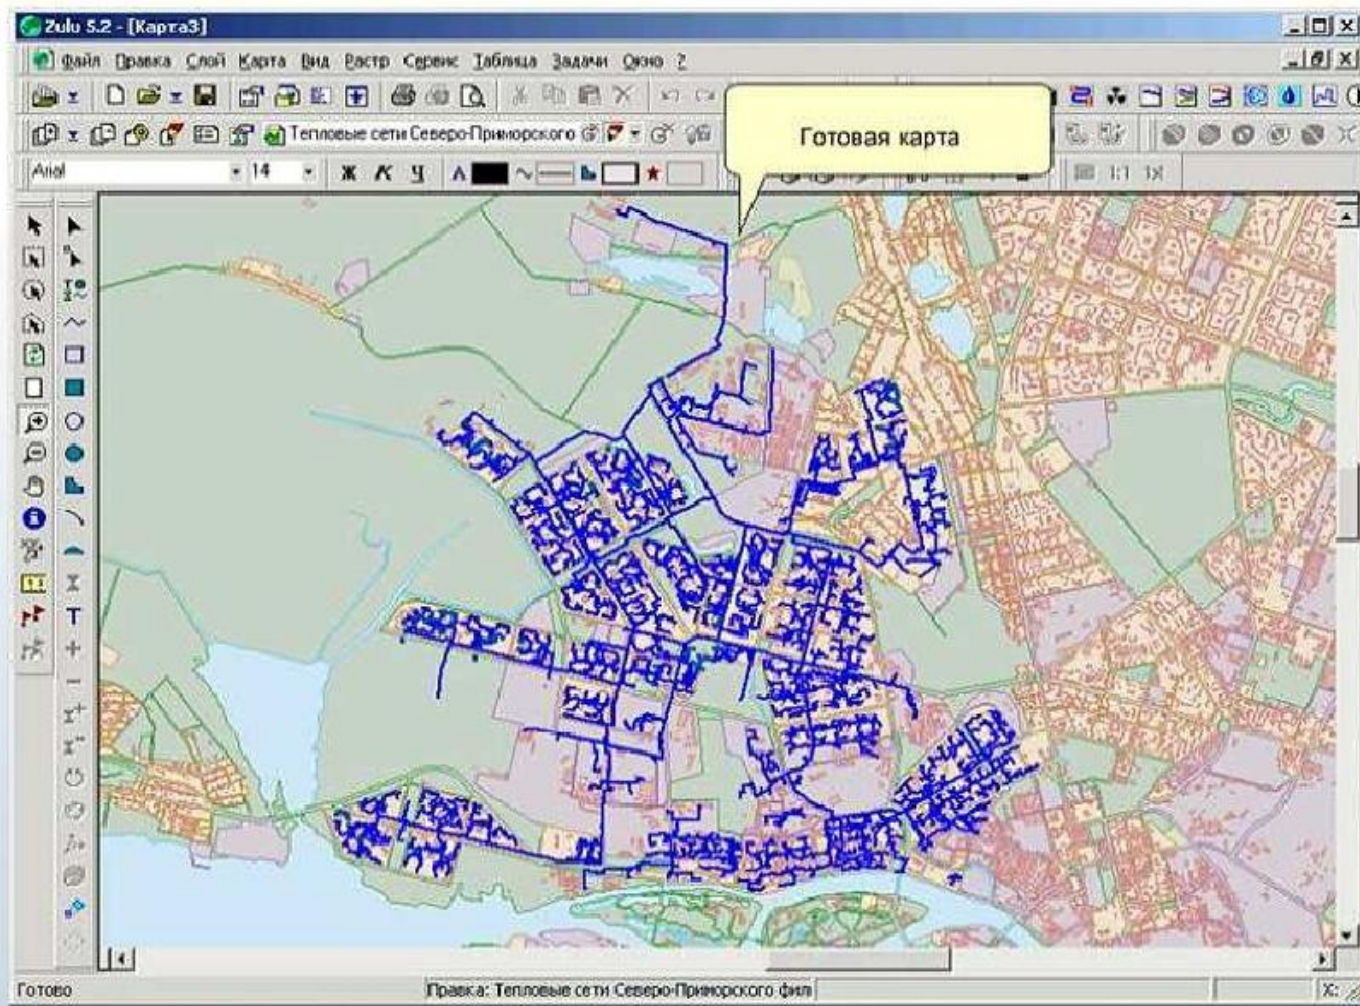 Zulu 5.2 - [Карта3]
Файл Правка Слой Карта Вид Растр Сервис Таблица Задачи Окно ?
Готовая карта
Тепловые сети Северо-Приморского
Arial 14 Ж К Ч А 1:1
Т
Готово Правка: Тепловые сети Северо-Приморского фил X: